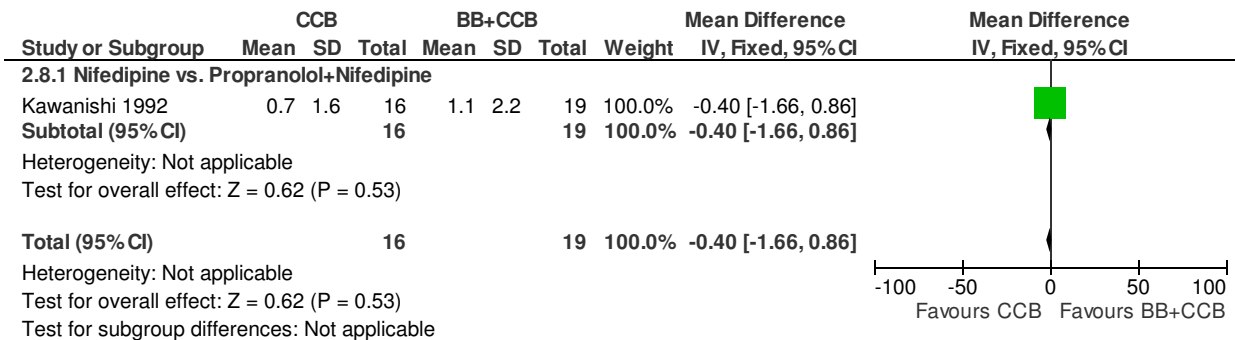 CCB BB+CCB Mean Difference Mean Difference
Study or Subgroup Mean SD Total Mean SD Total Weight IV, Fixed, 95% CI IV, Fixed, 95% CI
2.8.1 Nifedipine vs. Propranolol+Nifedipine
Kawanishi 1992 0.7 1.6 16 1.1 2.2 19 100.0% -0.40 [-1.66, 0.86]
Subtotal (95% CI) 16 19 100.0% -0.40 [-1.66, 0.86]
Heterogeneity: Not applicable
Test for overall effect: Z = 0.62 (P = 0.53)
Total (95% CI) 16 19 100.0% -0.40 [-1.66, 0.86]
Heterogeneity: Not applicable
Test for overall effect: Z = 0.62 (P = 0.53)
Test for subgroup differences: Not applicable
-100 -50 0 50 100
Favours CCB Favours BB+CCB